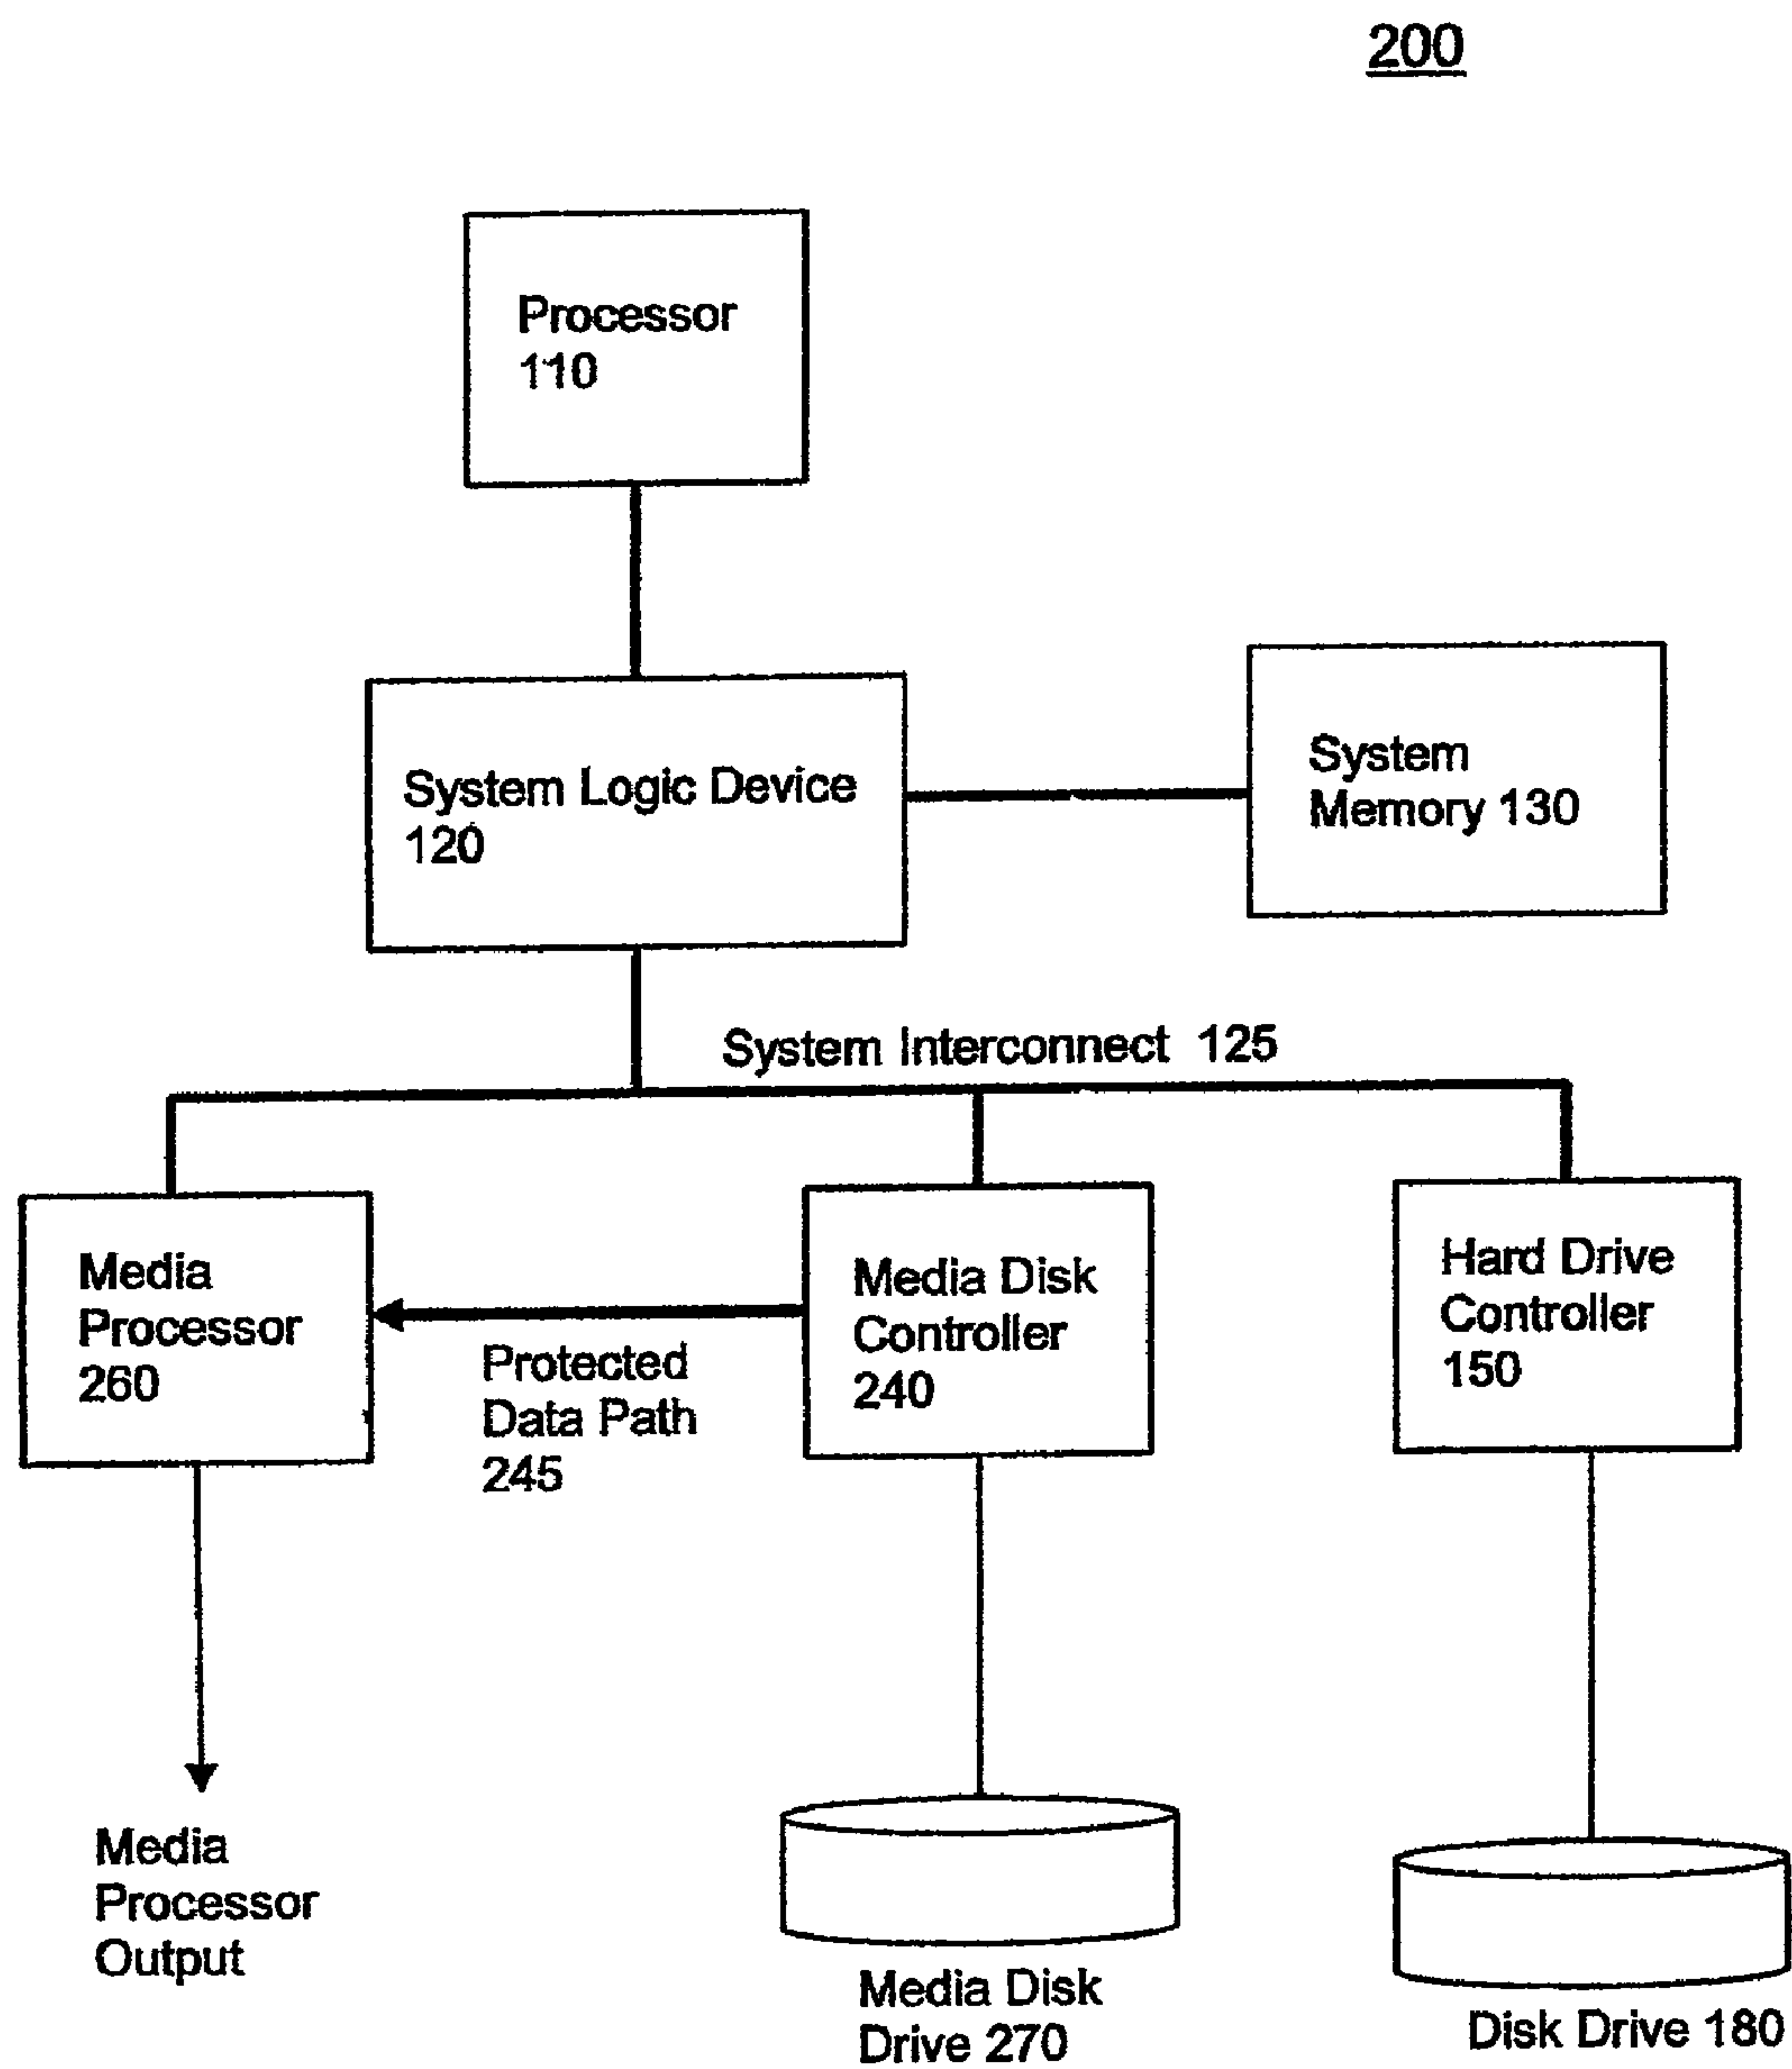 200
Processor
110
System Logic Device
120
System
Memory 130
System Interconnect 125
Media
Processor
260
Protected
Data Path
245
Media Disk
Controller
240
Hard Drive
Controller
150
Media
Processor
Output
Media Disk
Drive 270
Disk Drive 180